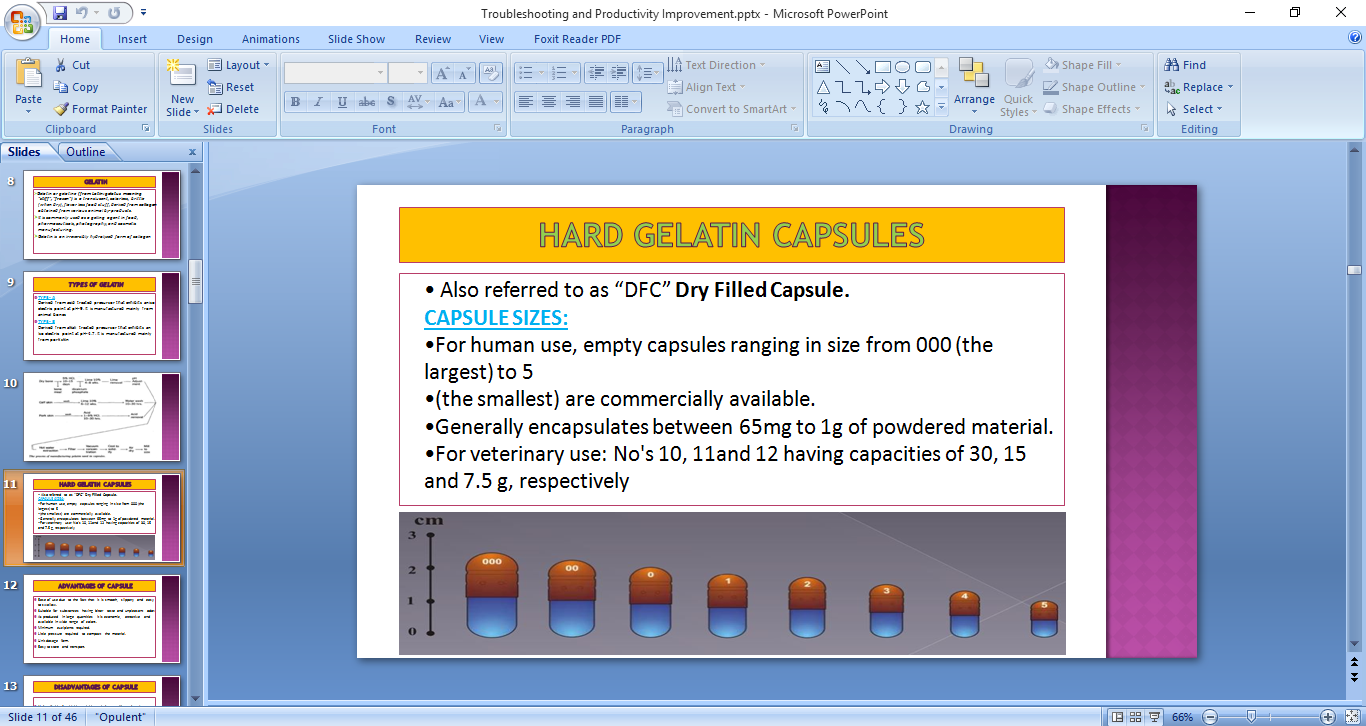 Troubleshooting and Productivity Improvement.pptx - Microsoft PowerPoint
Home Insert Design Animations Slide Show Review View Foxit Reader PDF
Paste
Cut
Copy
Format Painter
Clipboard
New
Slide
Layout
Reset
Delete
Slides
B I U abc S AV Aa A
Font
Text Direction
Align Text
Convert to SmartArt
Paragraph
Arrange
Quick
Styles
Shape Fill
Shape Outline
Shape Effects
Drawing
Find
Replace
Select
Editing
Slides Outline x
8
GELATIN
9
TYPES OF GELATIN
TYPE - A
TYPE - B
10
11
HARD GELATIN CAPSULES
12
ADVANTAGES OF CAPSULE
13
DISADVANTAGES OF CAPSULE
HARD GELATIN CAPSULES
• Also referred to as “DFC” Dry Filled Capsule.
CAPSULE SIZES:
•For human use, empty capsules ranging in size from 000 (the
largest) to 5
•(the smallest) are commercially available.
•Generally encapsulates between 65mg to 1g of powdered material.
•For veterinary use: No's 10, 11and 12 having capacities of 30, 15
and 7.5 g, respectively
cm
3
2
1
0
000 00 0 1 2 3 4 5
Slide 11 of 46 "Opulent" 66%